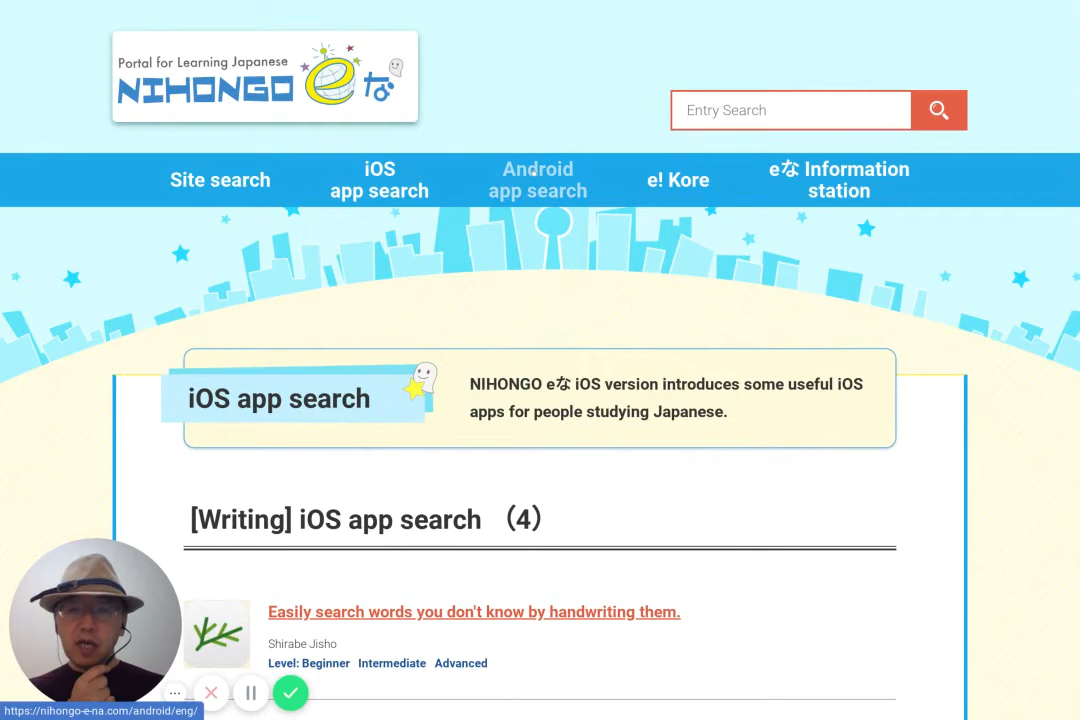 Portal for Learning Japanese
NIHONGO eな
Entry Search
Site search
iOS
app search
Android
app search
e! Kore
eな Information
station
iOS app search
NIHONGO eな iOS version introduces some useful iOS
apps for people studying Japanese.
[Writing] iOS app search （4）
Easily search words you don't know by handwriting them.
Shirabe Jisho
Level: Beginner Intermediate Advanced
https://nihongo-e-na.com/android/eng/